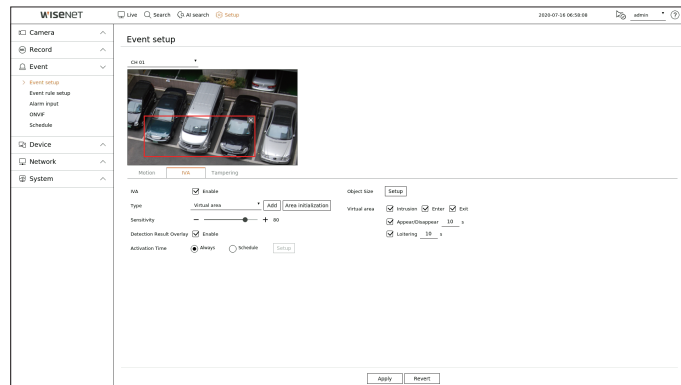 WISENET
Live Search AI search Setup 2020-07-16 06:58:08 admin ?
Camera
Record
Event
Event setup
Event rule setup
Alarm input
ONVIF
Schedule
Device
Network
System
Event setup
CH 01
Motion IVA Tampering
IVA Enable
Type Virtual area Add Area initialization
Sensitivity 80
Detection Result Overlay Enable
Activation Time Always Schedule Setup
Object Size Setup
Virtual area Intrusion Enter Exit
Appear/Disappear 10 s
Loitering 10 s
Apply Revert